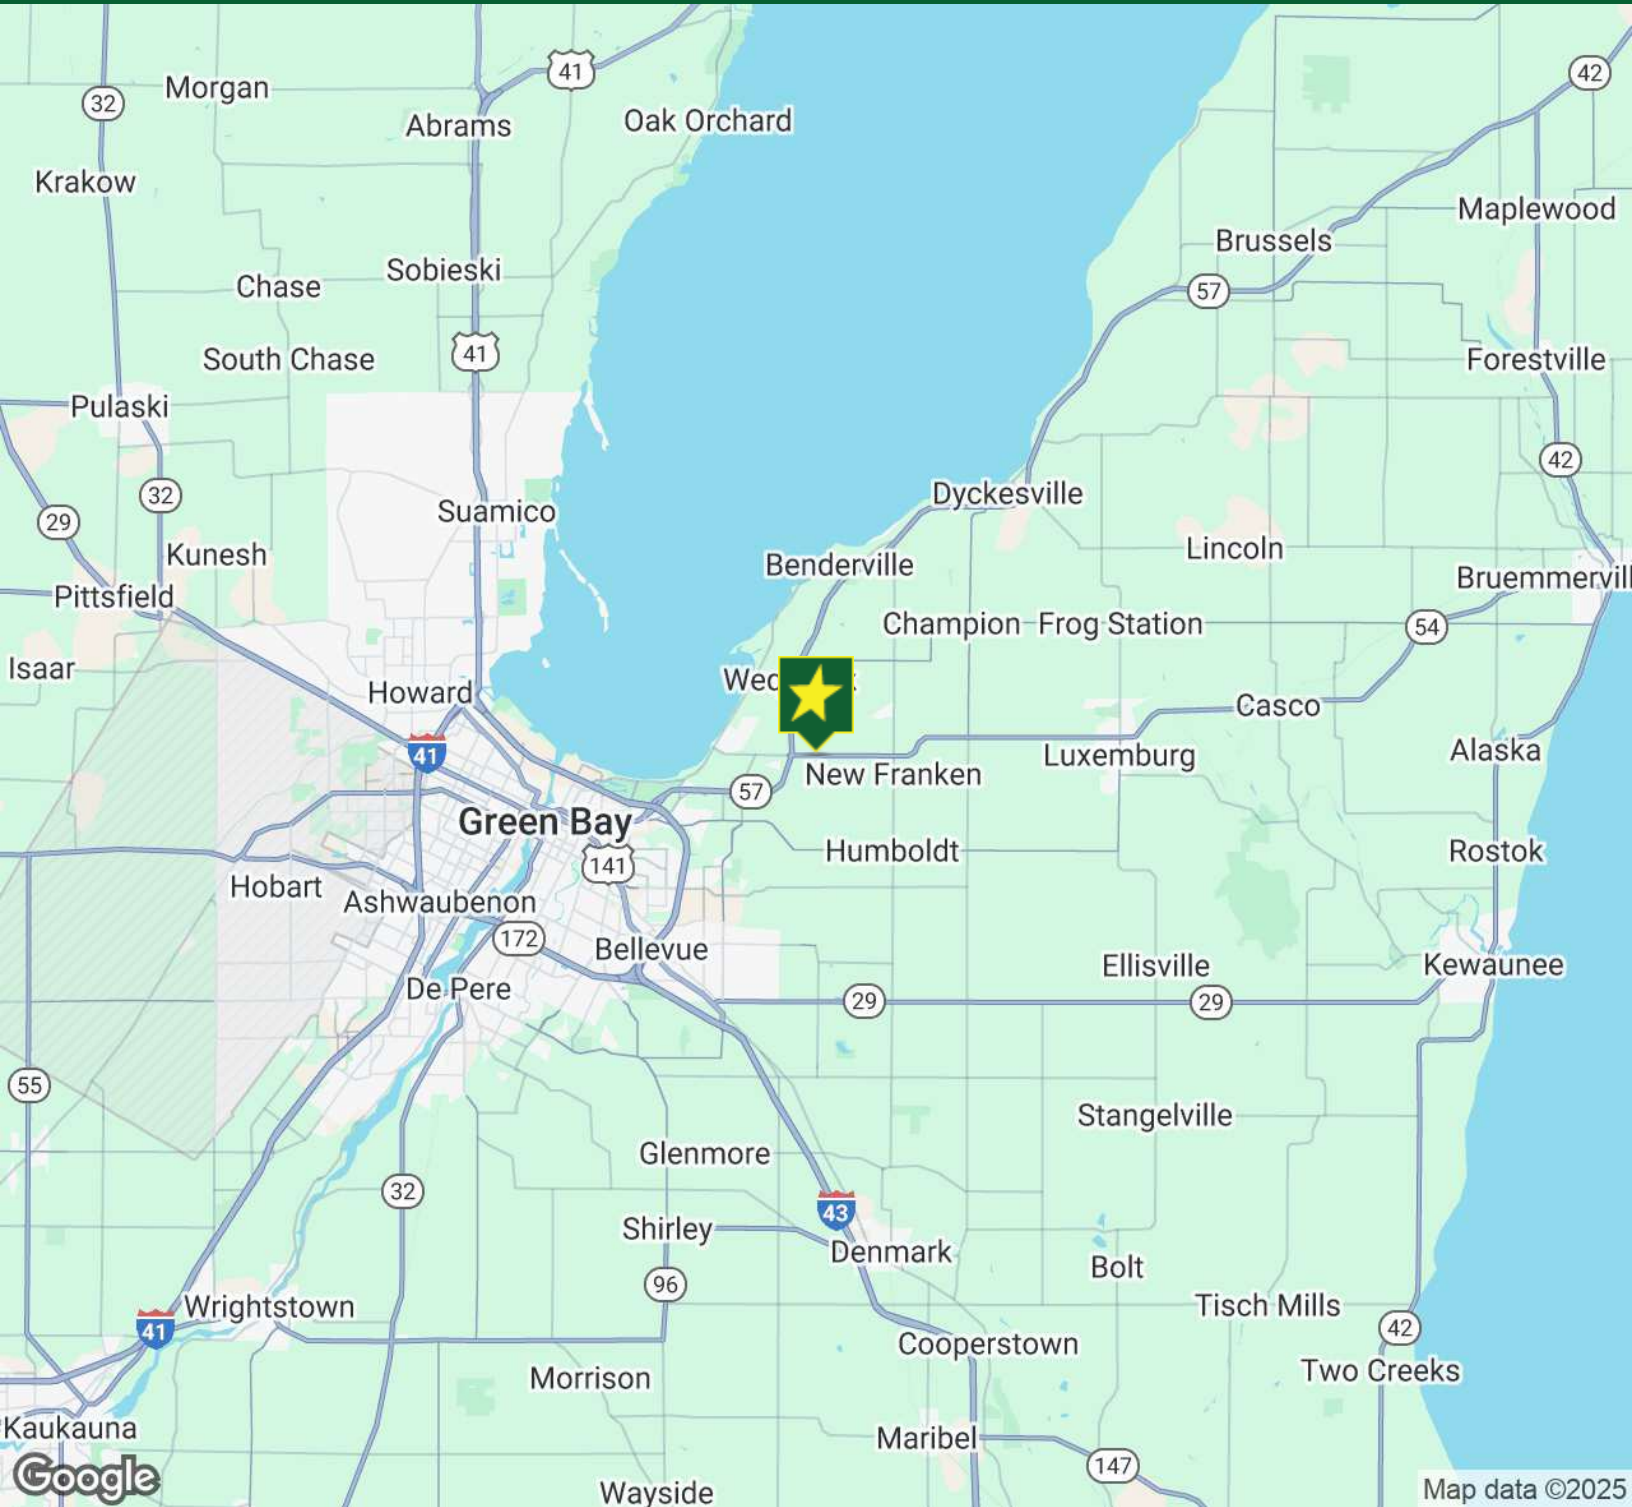 41
42
Morgan
32
Oak Orchard
Abrams
Krakow
Maplewood
Brussels
Sobieski
Chase
57
41
South Chase
Forestville
Pulaski
42
Dyckesville
32
Suamico
29
Lincoln
Kunesh
Benderville
Bruemmervill
Pittsfield
Champion
Frog Station
54
Isaar
Howard
Casco
41
Alaska
Luxemburg
New Franken
57
Green Bay
Humboldt
Rostok
141
Hobart
Ashwaubenon
172
Bellevue
Ellisville
Kewaunee
De Pere
29
29
55
Stangelville
Glenmore
32
43
Shirley
Denmark
Bolt
96
Wrightstown
Tisch Mills
41
42
Cooperstown
Two Creeks
Morrison
Kaukauna
Maribel
147
Google
Wayside
Map data ©2025